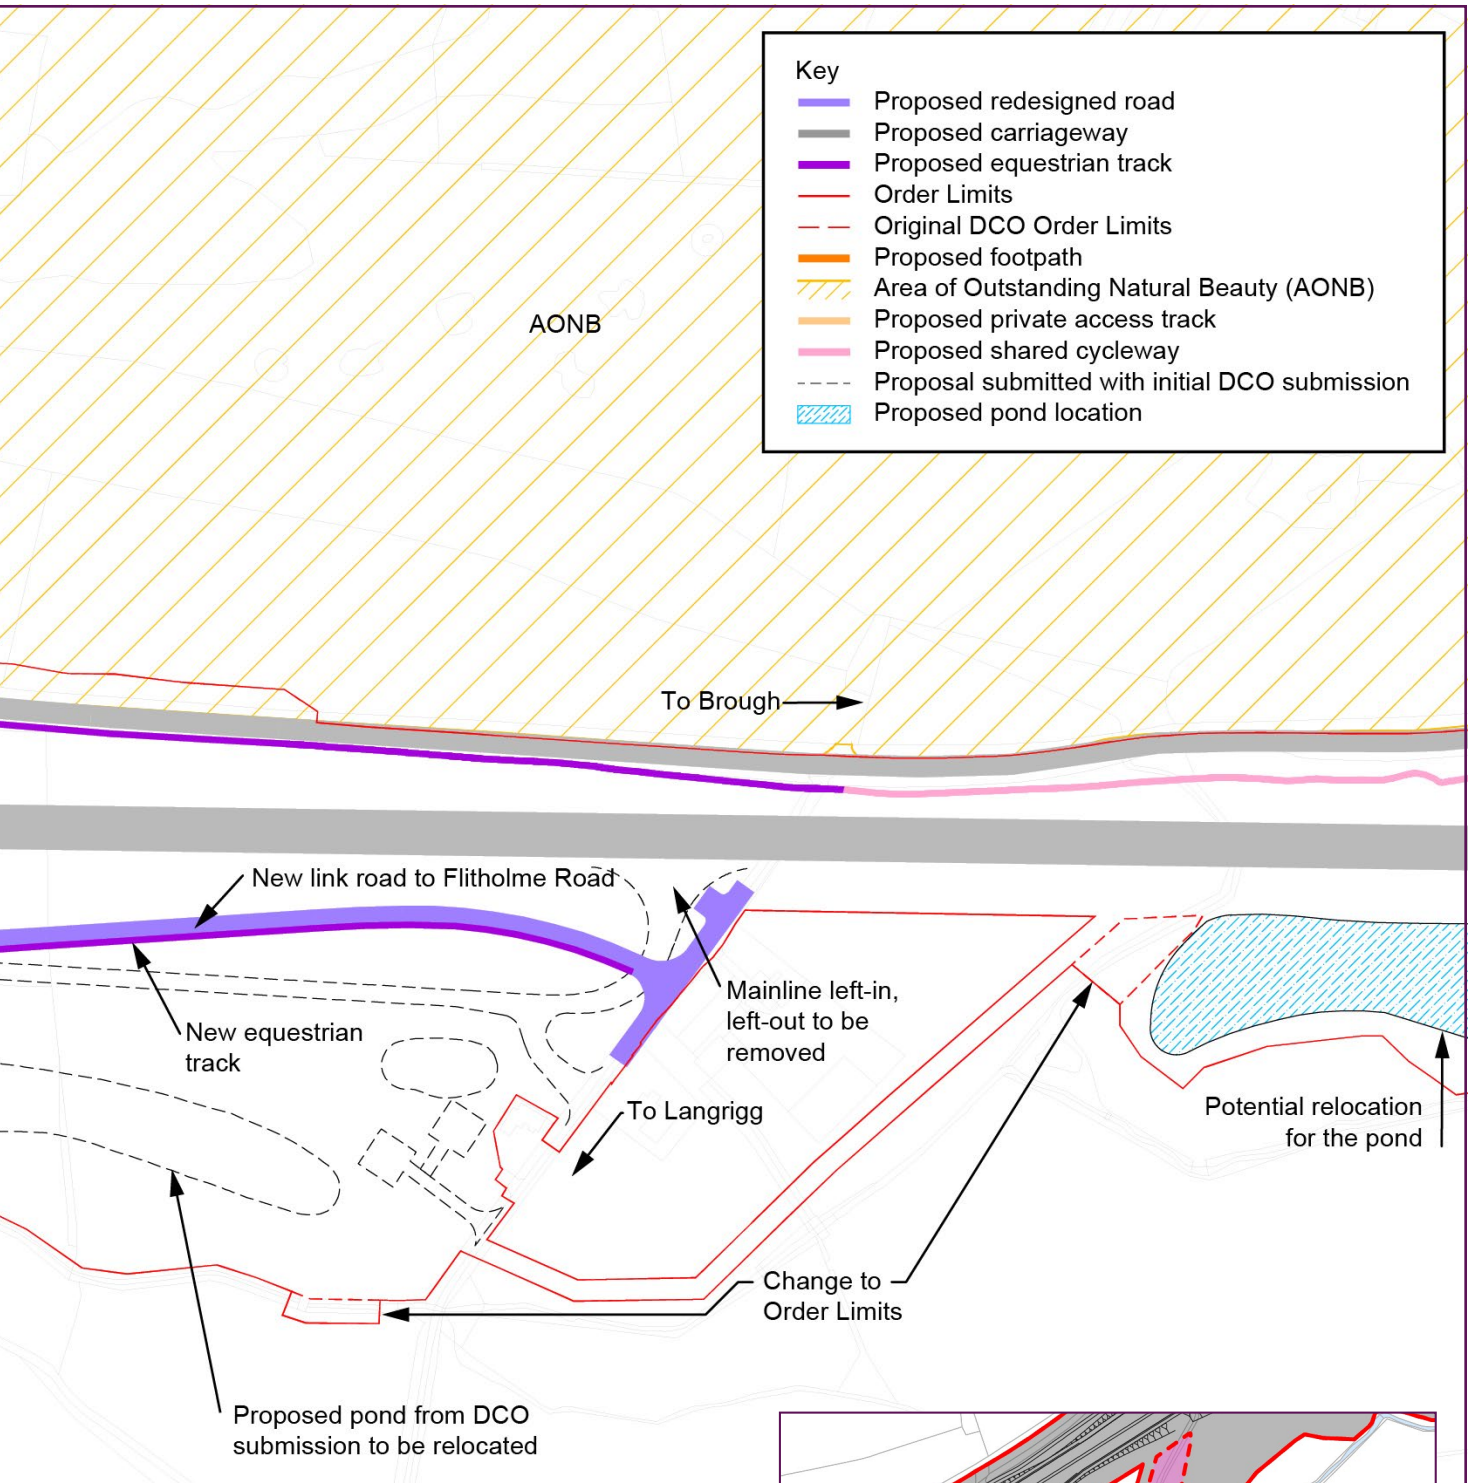 Key
Proposed redesigned road
Proposed carriageway
Proposed equestrian track
Order Limits
Original DCO Order Limits
Proposed footpath
Area of Outstanding Natural Beauty (AONB)
Proposed private access track
Proposed shared cycleway
Proposal submitted with initial DCO submission
Proposed pond location
AONB
To Brough
New link road to Flitholme Road
Mainline left-in,
left-out to be
removed
New equestrian
track
To Langrigg
Potential relocation
for the pond
Change to
Order Limits
Proposed pond from DCO
submission to be relocated